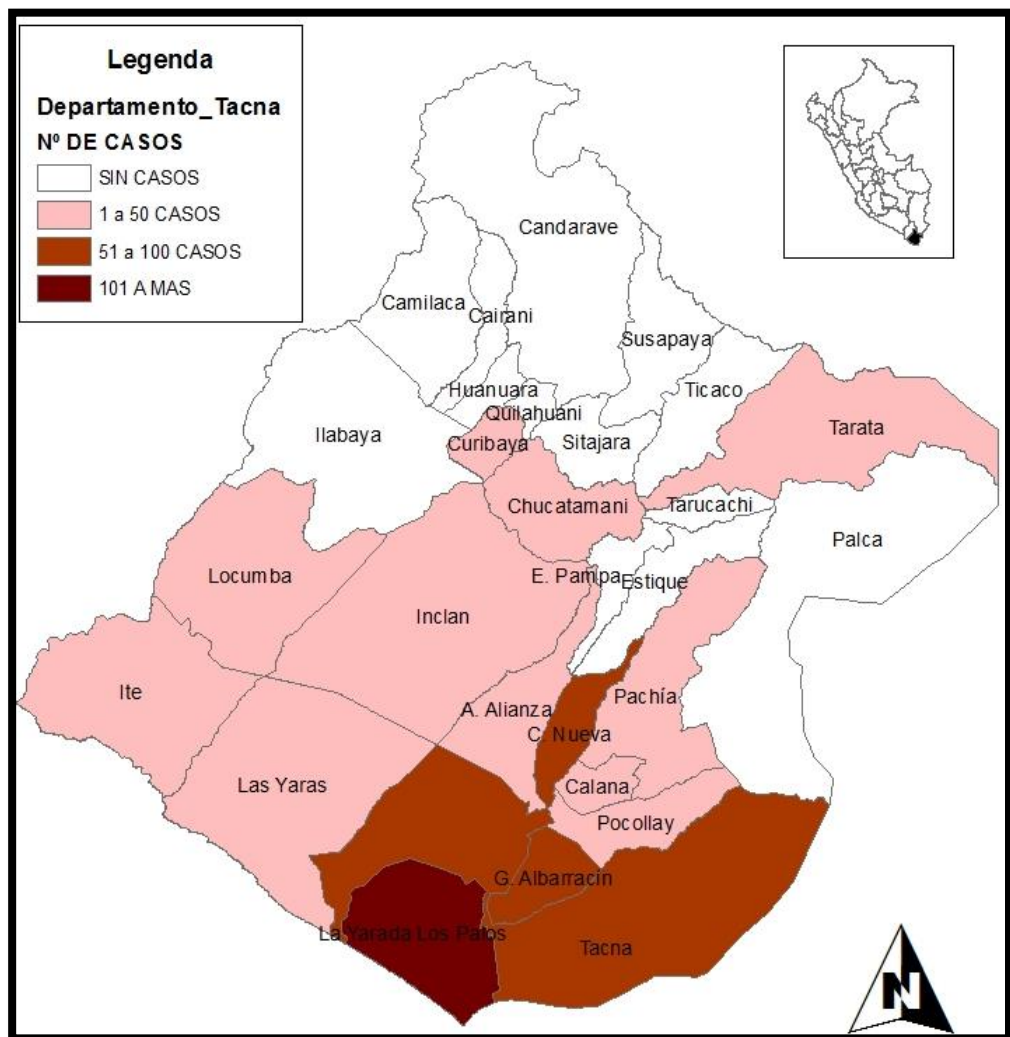 Legenda
Departamento_Tacna
Nº DE CASOS
SIN CASOS
1 a 50 CASOS
51 a 100 CASOS
101 A MAS
Candarave
Camilaca
Cairani
Susapaya
Huanuara
Ticaco
Quilahuani
Ilabaya
Curibaya
Sitajara
Tarata
Chucatamani
Tarucachi
Palca
Locumba
E. Pampa
Estique
Inclan
Ite
Pachía
A. Alianza
C. Nueva
Las Yaras
Calana
Pocollay
G. Albarracín
La Yarada Los Palos
Tacna
N